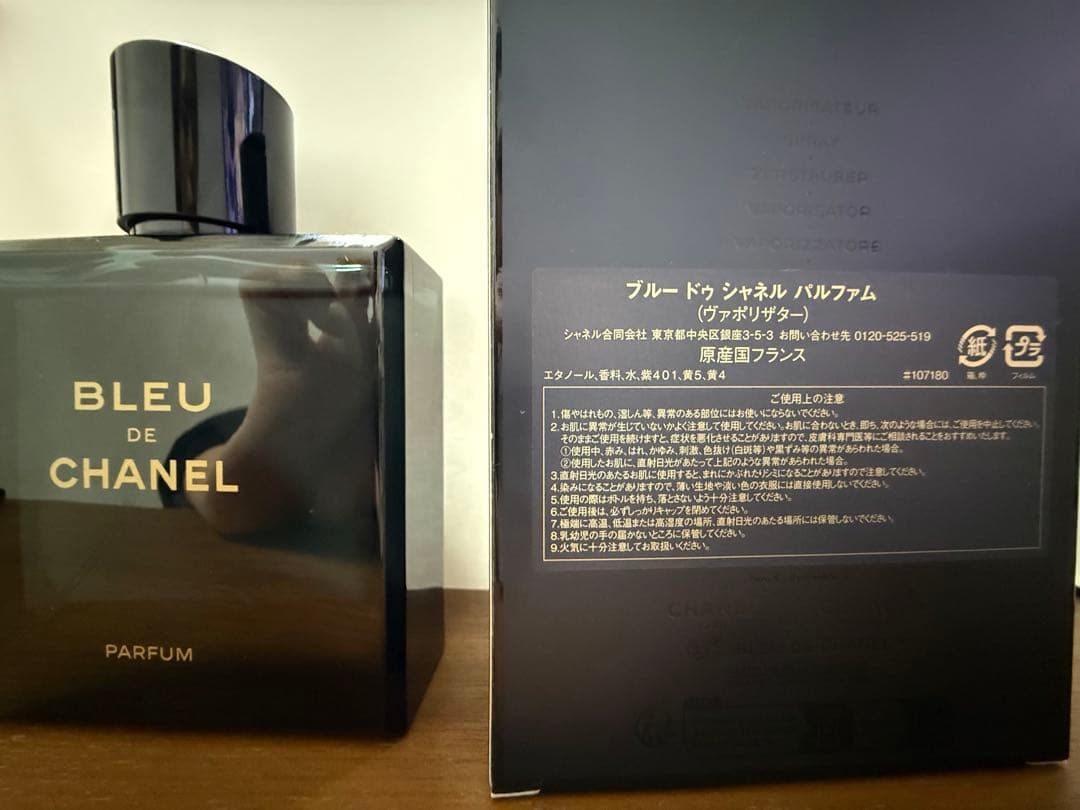 BLEU
DE
CHANEL
PARFUM
VAPORISATEUR
SPRAY
ZERSTÄUBER
VAPORIZZATORE
ブルー ドゥ シャネル パルファム
(ヴァポリザター)
シャネル合同会社 東京都中央区銀座3-5-3 お問い合わせ先 0120-525-519
原産国フランス
エタノール、香料、水、紫401、黄5、黄4 #107180
紙 プラ
箱、枠 フィルム
ご使用上の注意
1.傷やはれもの、湿しん等、異常のある部位にはお使いにならないでください。
2.お肌に異常が生じていないかよく注意して使用してください。お肌に合わないとき、即ち、次のような場合には、ご使用を中止してください。
そのままご使用を続けますと、症状を悪化させることがありますので、皮膚科専門医等にご相談されることをおすすめいたします。
①使用中、赤み、はれ、かゆみ、刺激、色抜け(白斑等)や黒ずみ等の異常があらわれた場合。
②使用したお肌に、直射日光があたって上記のような異常があらわれた場合。
3.直射日光のあたるお肌に使用すると、まれにかぶれたりシミになることがありますので注意してください。
4.染みになることがありますので、薄い生地や淡い色の衣服には直接使用しないでください。
5.使用の際はボトルを持ち、落とさないよう十分注意してください。
6.ご使用後は、必ずしっかりキャップを閉めてください。
7.極端に高温、低温または高湿度の場所、直射日光のあたる場所には保管しないでください。
8.乳幼児の手の届かないところに保管してください。
9.火気に十分注意してお取扱いください。
CHANEL
BLEU DE CHANEL